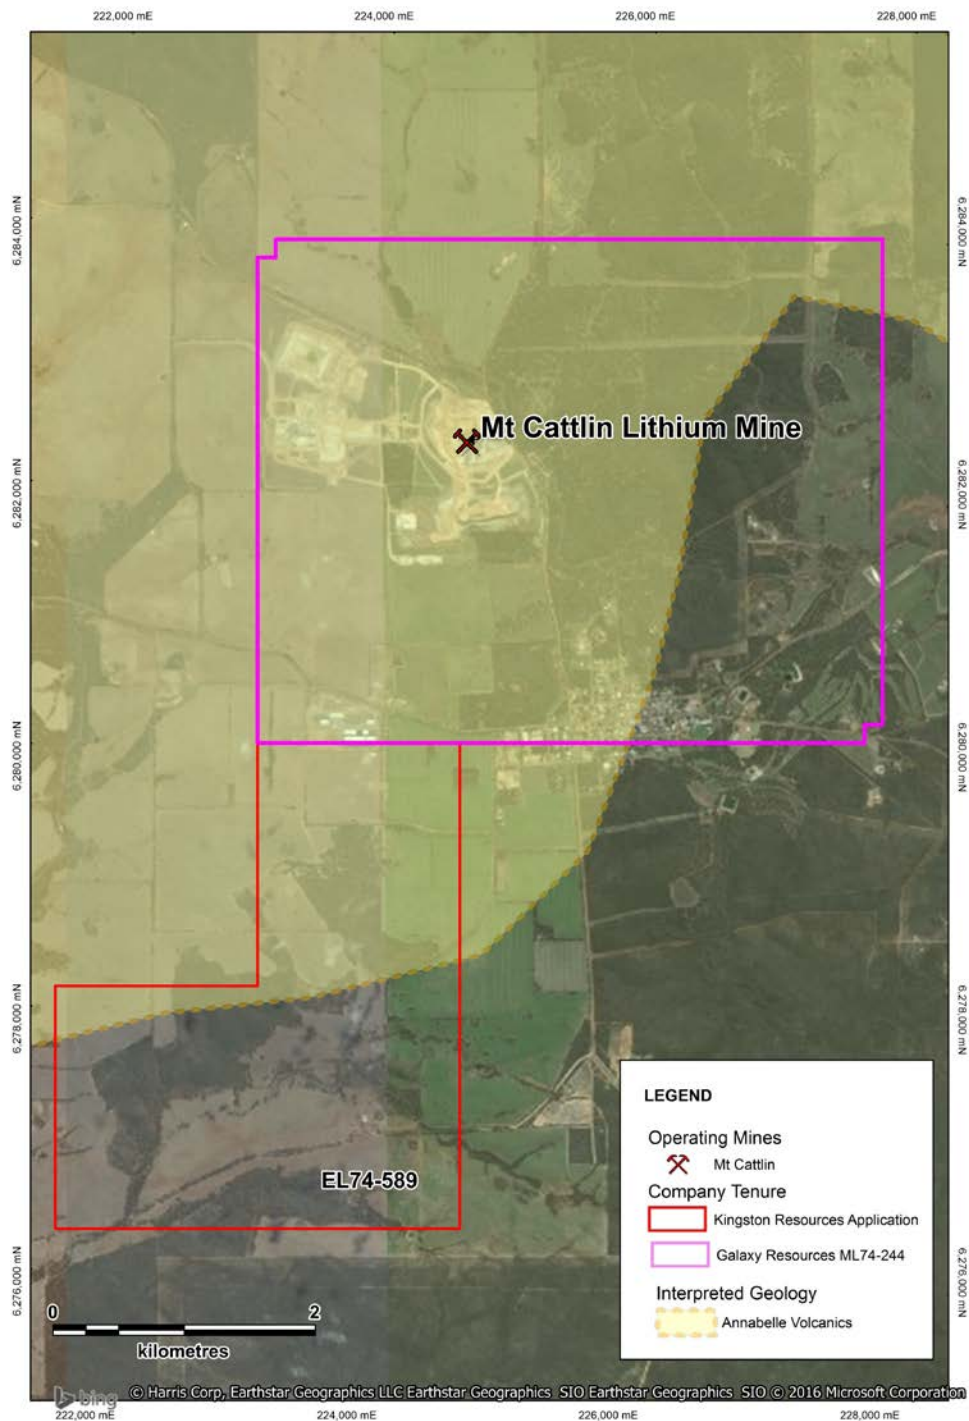 222,000 mE
224,000 mE
226,000 mE
228,000 mE
6,284,000 mN
6,284,000 mN
Mt Cattlin Lithium Mine
6,282,000 mN
6,282,000 mN
6,280,000 mN
6,280,000 mN
6,278,000 mN
6,278,000 mN
EL74-589
LEGEND
Operating Mines
Mt Cattlin
Company Tenure
Kingston Resources Application
Galaxy Resources ML74-244
Interpreted Geology
Annabelle Volcanics
6,276,000 mN
6,276,000 mN
0 2
kilometres
bing © Harris Corp, Earthstar Geographics LLC Earthstar Geographics SIO Earthstar Geographics SIO © 2016 Microsoft Corporation
222,000 mE
224,000 mE
226,000 mE
228,000 mE